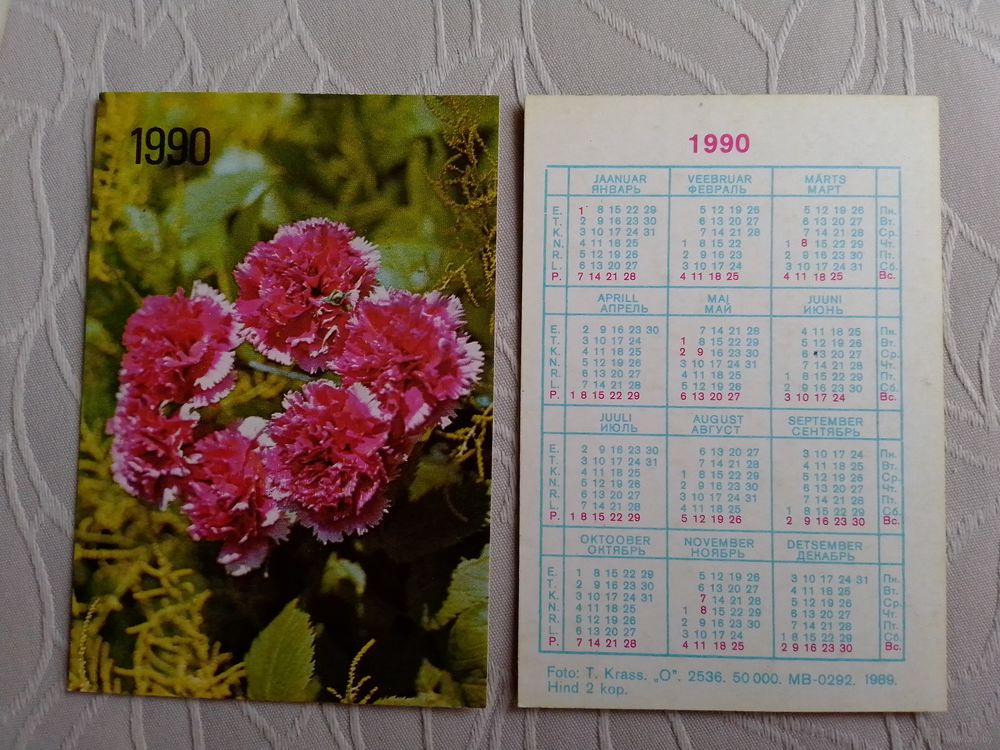 1990
1990
JAANUAR VEEBRUAR MÄRTS
ЯНВАРЬ ФЕВРАЛЬ МАРТ
E. 1 8 15 22 29 5 12 19 26 5 12 19 26 Пн.
T. 2 9 16 23 30 6 13 20 27 6 13 20 27 Вт.
K. 3 10 17 24 31 7 14 21 28 7 14 21 28 Ср.
N. 4 11 18 25 1 8 15 22 1 8 15 22 29 Чт.
R. 5 12 19 26 2 9 16 23 2 9 16 23 30 Пт.
L. 6 13 20 27 3 10 17 24 3 10 17 24 31 Сб.
P. 7 14 21 28 4 11 18 25 4 11 18 25 Вс.
APRILL MAI JUUNI
АПРЕЛЬ МАЙ ИЮНЬ
E. 2 9 16 23 30 7 14 21 28 4 11 18 25 Пн.
T. 3 10 17 24 1 8 15 22 29 5 12 19 26 Вт.
K. 4 11 18 25 2 9 16 23 30 6 13 20 27 Ср.
N. 5 12 19 26 3 10 17 24 31 7 14 21 28 Чт.
R. 6 13 20 27 4 11 18 25 1 8 15 22 29 Пт.
L. 7 14 21 28 5 12 19 26 2 9 16 23 30 Сб.
P. 1 8 15 22 29 6 13 20 27 3 10 17 24 Вс.
JUULI AUGUST SEPTEMBER
ИЮЛЬ АВГУСТ СЕНТЯБРЬ
E. 2 9 16 23 30 6 13 20 27 3 10 17 24 Пн.
T. 3 10 17 24 31 7 14 21 28 4 11 18 25 Вт.
K. 4 11 18 25 1 8 15 22 29 5 12 19 26 Ср.
N. 5 12 19 26 2 9 16 23 30 6 13 20 27 Чт.
R. 6 13 20 27 3 10 17 24 31 7 14 21 28 Пт.
L. 7 14 21 28 4 11 18 25 1 8 15 22 29 Сб.
P. 1 8 15 22 29 5 12 19 26 2 9 16 23 30 Вс.
OKTOOBER NOVEMBER DETSEMBER
ОКТЯБРЬ НОЯБРЬ ДЕКАБРЬ
E. 1 8 15 22 29 5 12 19 26 3 10 17 24 31 Пн.
T. 2 9 16 23 30 6 13 20 27 4 11 18 25 Вт.
K. 3 10 17 24 31 7 14 21 28 5 12 19 26 Ср.
N. 4 11 18 25 1 8 15 22 29 6 13 20 27 Чт.
R. 5 12 19 26 2 9 16 23 30 7 14 21 28 Пт.
L. 6 13 20 27 3 10 17 24 1 8 15 22 29 Сб.
P. 7 14 21 28 4 11 18 25 2 9 16 23 30 Вс.
Foto: T. Krass. „O". 2536. 50 000. MB-0292. 1989.
Hind 2 kop.